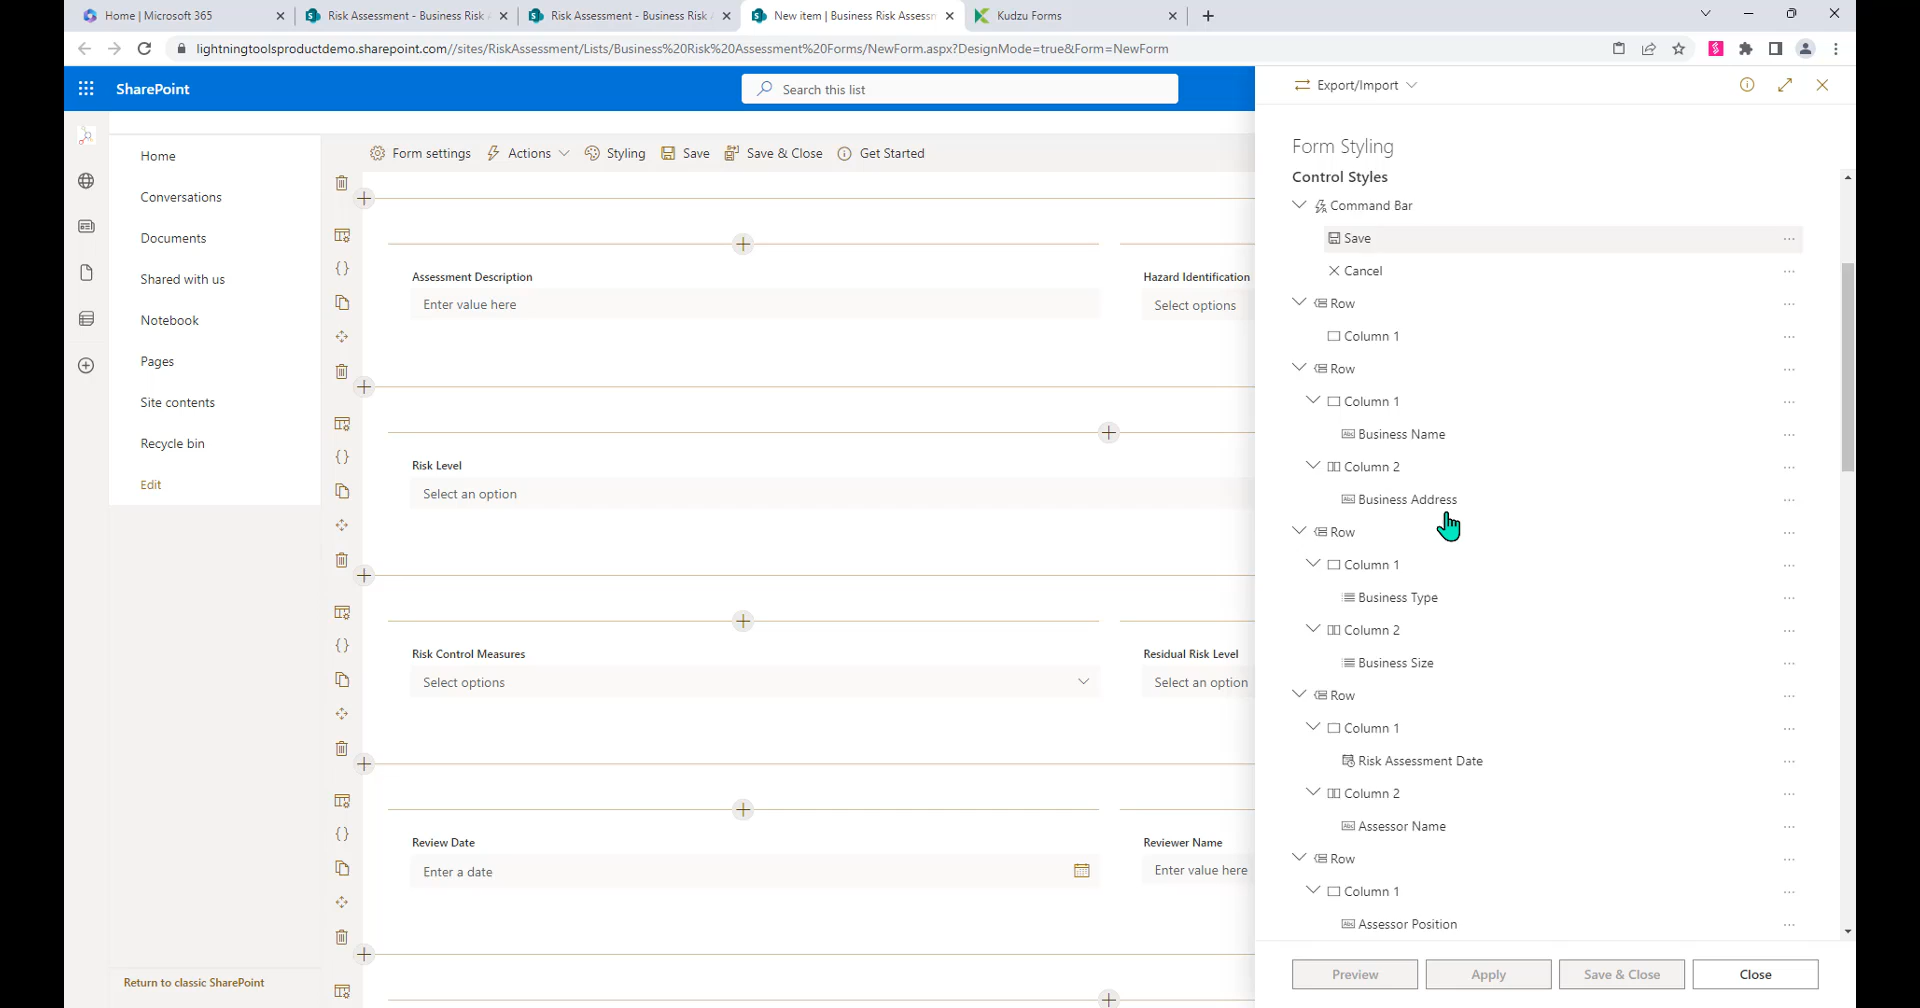 Home | Microsoft 365
Risk Assessment - Business Risk
Risk Assessment - Business Risk
New item | Business Risk Assessm
Kudzu Forms
lightningtoolsproductdemo.sharepoint.com//sites/RiskAssessment/Lists/Business%20Risk%20Assessment%20Forms/NewForm.aspx?DesignMode=true&Form=NewForm
SharePoint
Search this list
Home
Conversations
Documents
Shared with us
Notebook
Pages
Site contents
Recycle bin
Edit
Return to classic SharePoint
Form settings
Actions
Styling
Save
Save & Close
Get Started
Assessment Description
Enter value here
Hazard Identification
Select options
Risk Level
Select an option
Risk Control Measures
Select options
Residual Risk Level
Select an option
Review Date
Enter a date
Reviewer Name
Enter value here
Export/Import
Form Styling
Control Styles
Command Bar
Save
Cancel
Row
Column 1
Row
Column 1
Business Name
Column 2
Business Address
Row
Column 1
Business Type
Column 2
Business Size
Row
Column 1
Risk Assessment Date
Column 2
Assessor Name
Row
Column 1
Assessor Position
Preview
Apply
Save & Close
Close